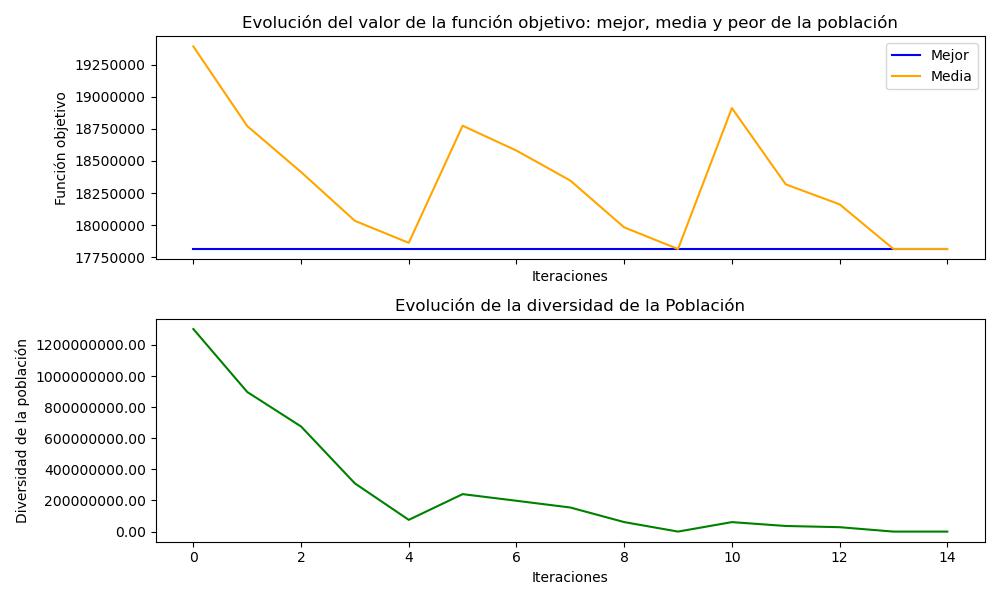 Evolución del valor de la función objetivo: mejor, media y peor de la población
Función objetivo
19250000
19000000
18750000
18500000
18250000
18000000
17750000
Mejor
Media
Iteraciones
Evolución de la diversidad de la Población
Diversidad de la población
1200000000.00
1000000000.00
800000000.00
600000000.00
400000000.00
200000000.00
0.00
0 2 4 6 8 10 12 14
Iteraciones